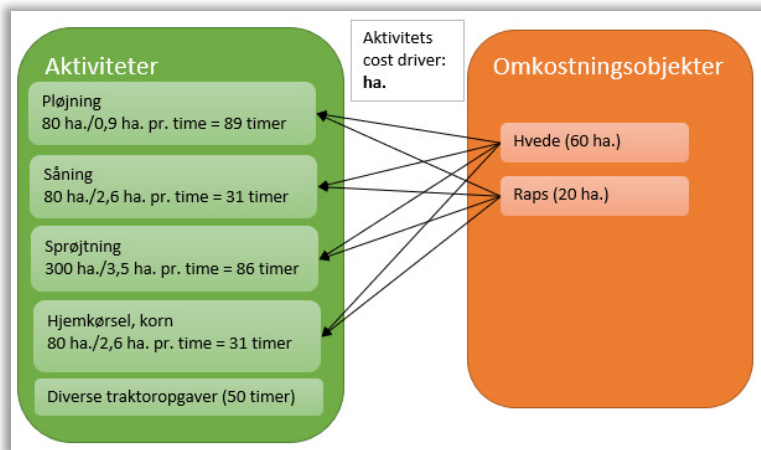 Aktiviteter
Pløjning
80 ha./0,9 ha. pr. time = 89 timer
Såning
80 ha./2,6 ha. pr. time = 31 timer
Sprøjtning
300 ha./3,5 ha. pr. time = 86 timer
Hjemkørsel, korn
80 ha./2,6 ha. pr. time = 31 timer
Diverse traktoropgaver (50 timer)
Aktivitets
cost driver:
ha.
Omkostningsobjekter
Hvede (60 ha.)
Raps (20 ha.)